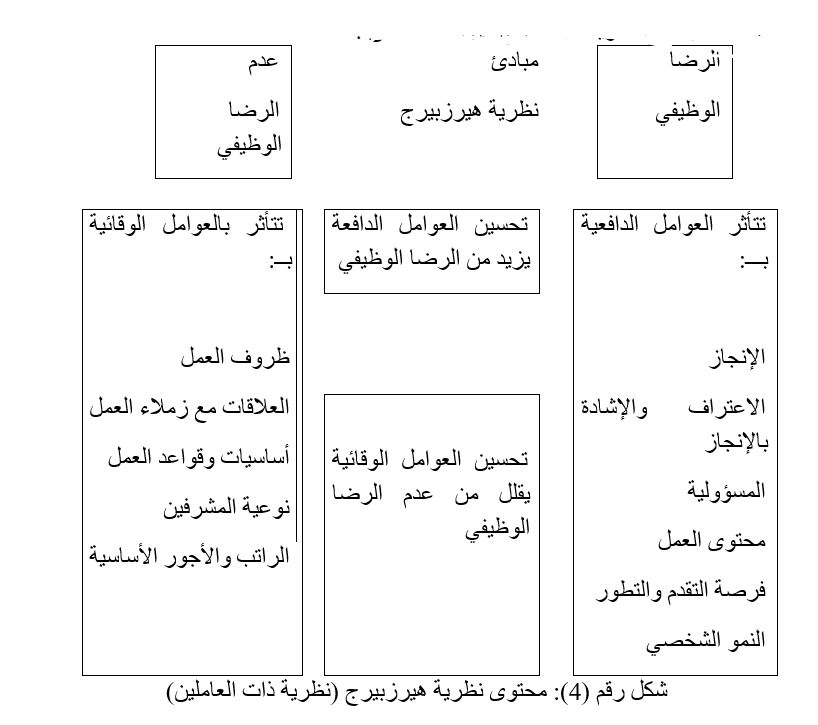 الرضا
الوظيفي
مبادئ
نظرية هيرزبيرج
عدم
الرضا
الوظيفي
تتأثر العوامل الدافعية
بـــ:
الإنجاز
الاعتراف والإشادة
بالإنجاز
المسؤولية
محتوى العمل
فرصة التقدم والتطور
النمو الشخصي
تحسين العوامل الدافعة
يزيد من الرضا الوظيفي
تحسين العوامل الوقائية
يقلل من عدم الرضا
الوظيفي
تتأثر بالعوامل الوقائية
بـــ:
ظروف العمل
العلاقات مع زملاء العمل
أساسيات وقواعد العمل
نوعية المشرفين
الراتب والأجور الأساسية
شكل رقم (4): محتوى نظرية هيرزبيرج (نظرية ذات العاملين)